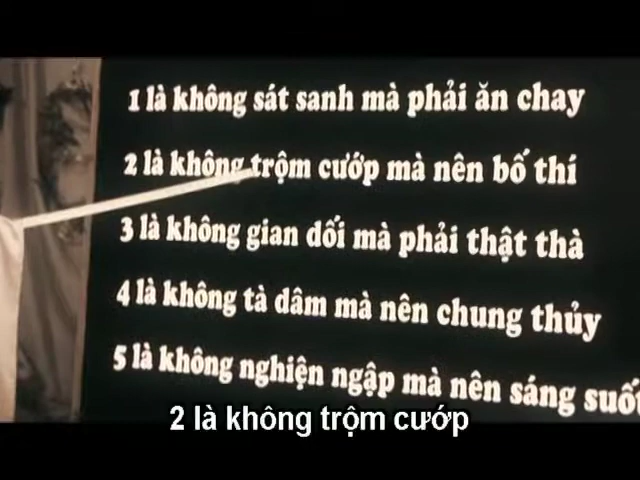 1 là không sát sanh mà phải ăn chay
2 là không trộm cướp mà nên bố thí
3 là không gian dối mà phải thật thà
4 là không tà dâm mà nên chung thủy
5 là không nghiện ngập mà nên sáng suốt
2 là không trộm cướp